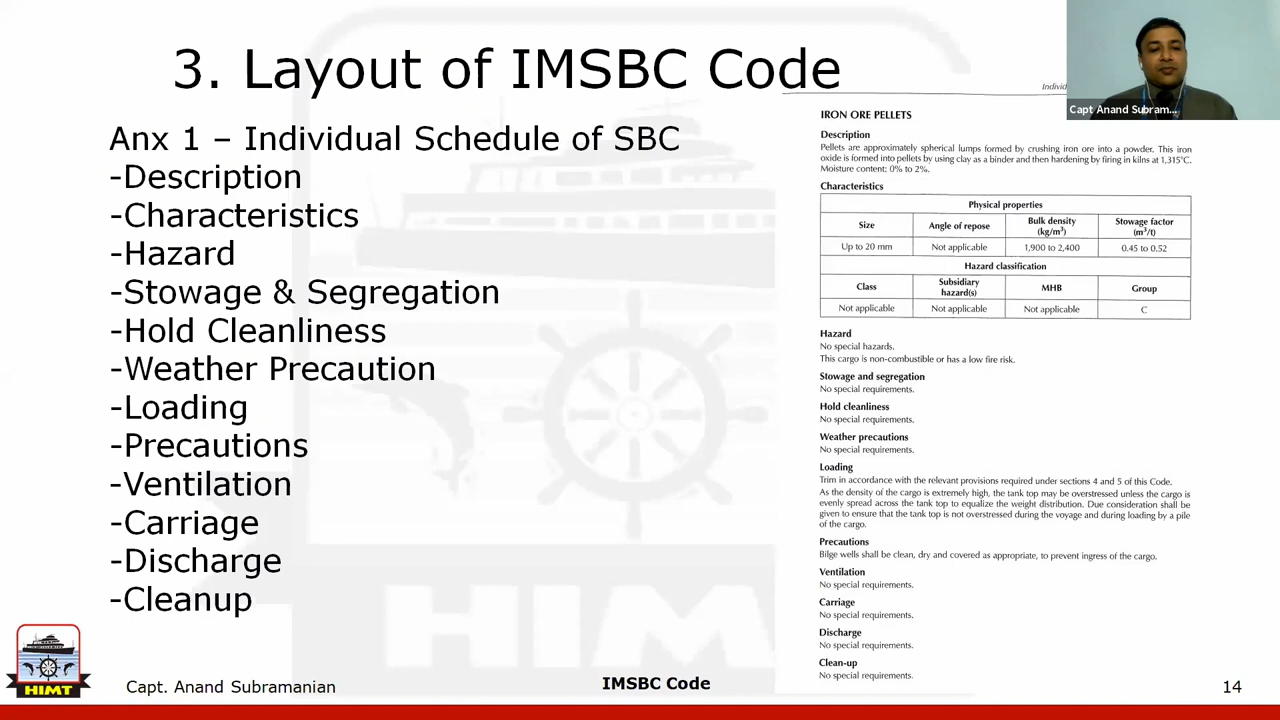 3. Layout of IMSBC Code
Anx 1 – Individual Schedule of SBC
-Description
-Characteristics
-Hazard
-Stowage & Segregation
-Hold Cleanliness
-Weather Precaution
-Loading
-Precautions
-Ventilation
-Carriage
-Discharge
-Cleanup
Capt Anand Subram...
IRON ORE PELLETS
Description
Pellets are approximately spherical lumps formed by crushing iron ore into a powder. This iron
oxide is formed into pellets by using clay as a binder and then hardening by firing in kilns at 1,315°C.
Moisture content: 0% to 2%.
Characteristics
Physical properties
Size Angle of repose Bulk density (kg/m³) Stowage factor (m³/t)
Up to 20 mm Not applicable 1,900 to 2,400 0.45 to 0.52
Hazard classification
Class Subsidiary hazard(s) MHB Group
Not applicable Not applicable Not applicable C
Hazard
No special hazards.
This cargo is non-combustible or has a low fire risk.
Stowage and segregation
No special requirements.
Hold cleanliness
No special requirements.
Weather precautions
No special requirements.
Loading
Trim in accordance with the relevant provisions required under sections 4 and 5 of this Code.
As the density of the cargo is extremely high, the tank top may be overstressed unless the cargo is
evenly spread across the tank top to equalize the weight distribution. Due consideration shall be
given to ensure that the tank top is not overstressed during the voyage and during loading by a pile
of the cargo.
Precautions
Bilge wells shall be clean, dry and covered as appropriate, to prevent ingress of the cargo.
Ventilation
No special requirements.
Carriage
No special requirements.
Discharge
No special requirements.
Clean-up
No special requirements.
HIMT
Capt. Anand Subramanian
IMSBC Code
14